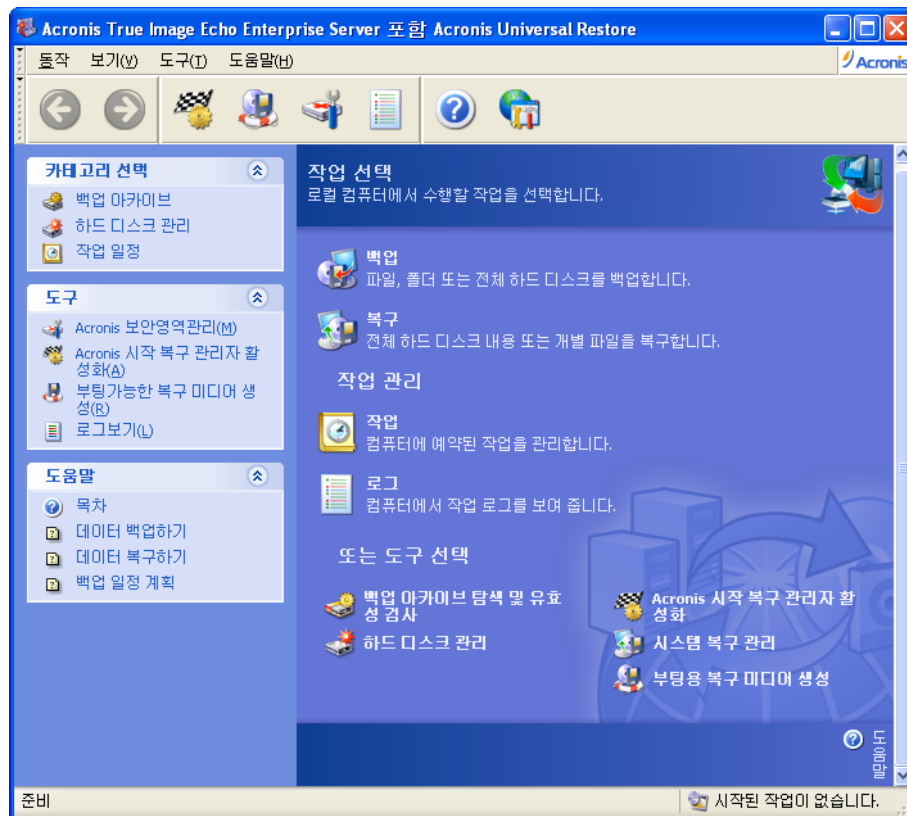 Acronis True Image Echo Enterprise Server 포함 Acronis Universal Restore
동작 보기(V) 도구(T) 도움말(H)
Acronis
카테고리 선택
백업 아카이브
하드 디스크 관리
작업 일정
도구
Acronis 보안영역관리(M)
Acronis 시작 복구 관리자 활
성화(A)
부팅가능한 복구 미디어 생
성(R)
로그보기(L)
도움말
목차
데이터 백업하기
데이터 복구하기
백업 일정 계획
작업 선택
로컬 컴퓨터에서 수행할 작업을 선택합니다.
백업
파일, 폴더 또는 전체 하드 디스크를 백업합니다.
복구
전체 하드 디스크 내용 또는 개별 파일을 복구합니다.
작업 관리
작업
컴퓨터에 예약된 작업을 관리합니다.
로그
컴퓨터에서 작업 로그를 보여 줍니다.
또는 도구 선택
백업 아카이브 탐색 및 유효
성 검사
하드 디스크 관리
Acronis 시작 복구 관리자 활
성화
시스템 복구 관리
부팅용 복구 미디어 생성
도움말
준비
시작된 작업이 없습니다.